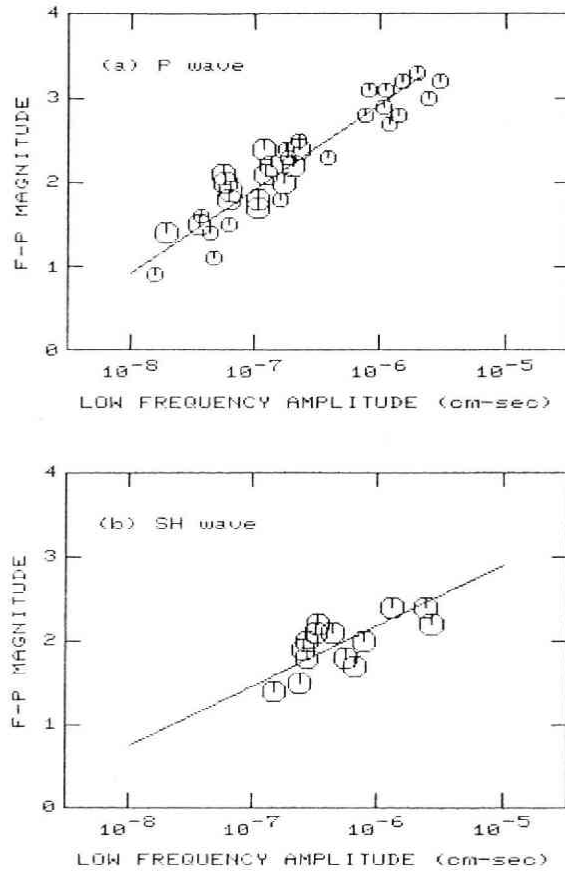 4
(a) P wave
3
F-P MAGNITUDE
2
1
0
10-8 10-7 10-6 10-5
LOW FREQUENCY AMPLITUDE (cm-sec)
4
(b) SH wave
3
F-P MAGNITUDE
2
1
0
10-8 10-7 10-6 10-5
LOW FREQUENCY AMPLITUDE (cm-sec)